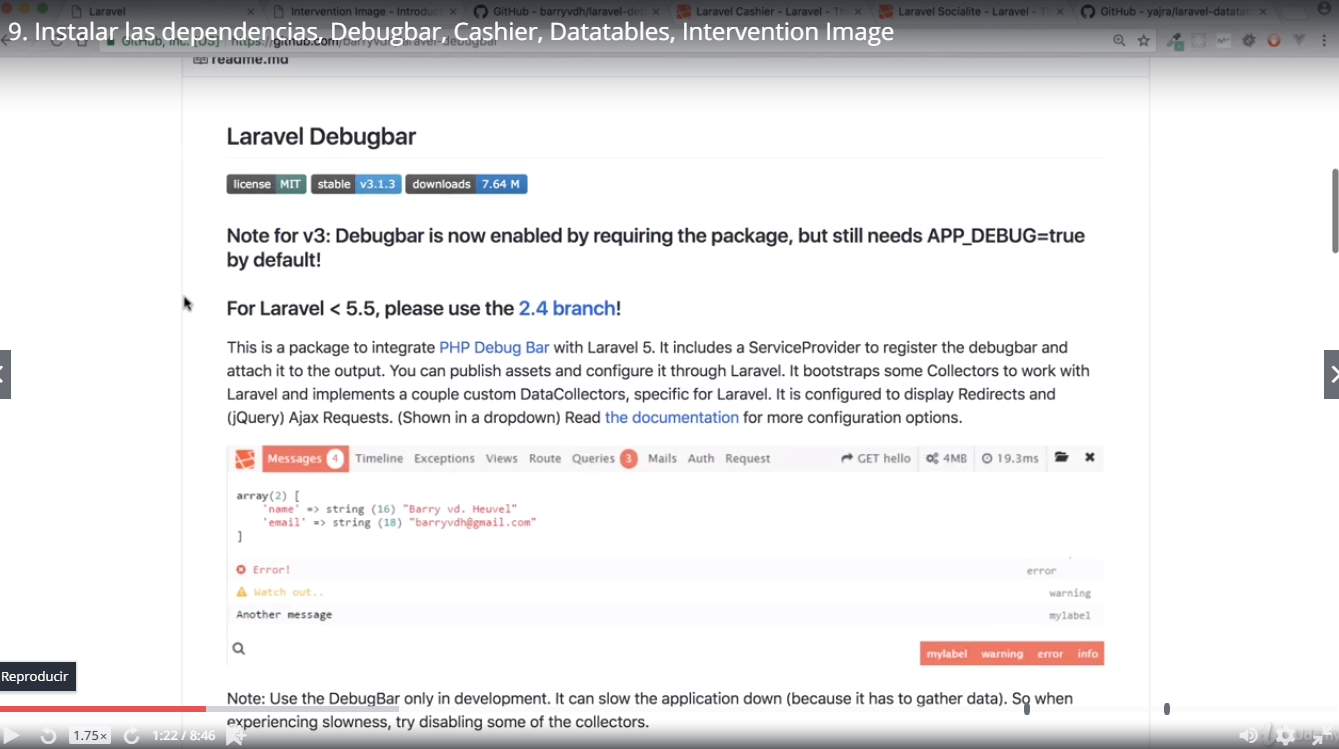 Laravel
Intervention Image - Introduc
GitHub - barryvdh/laravel-de
Laravel Cashier - Laravel - Th
Laravel Socialite - Laravel - T
GitHub - yajra/laravel-datatab
9. Instalar las dependencias, Debugbar, Cashier, Datatables, Intervention Image
GitHub, Inc. [US] https://github.com/barryvdh/laravel-debugbar
readme.md
Laravel Debugbar
license MIT stable v3.1.3 downloads 7.64 M
Note for v3: Debugbar is now enabled by requiring the package, but still needs APP_DEBUG=true
by default!
For Laravel < 5.5, please use the 2.4 branch!
This is a package to integrate PHP Debug Bar with Laravel 5. It includes a ServiceProvider to register the debugbar and
attach it to the output. You can publish assets and configure it through Laravel. It bootstraps some Collectors to work with
Laravel and implements a couple custom DataCollectors, specific for Laravel. It is configured to display Redirects and
(jQuery) Ajax Requests. (Shown in a dropdown) Read the documentation for more configuration options.
Messages 4 Timeline Exceptions Views Route Queries 3 Mails Auth Request GET hello 4MB 19.3ms
array(2) [
'name' => string (16) "Barry vd. Heuvel"
'email' => string (18) "barryvdh@gmail.com"
]
Error! error
Watch out.. warning
Another message mylabel
mylabel warning error info
Reproducir
Note: Use the DebugBar only in development. It can slow the application down (because it has to gather data). So when
experiencing slowness, try disabling some of the collectors.
1.75× 1:22 / 8:46